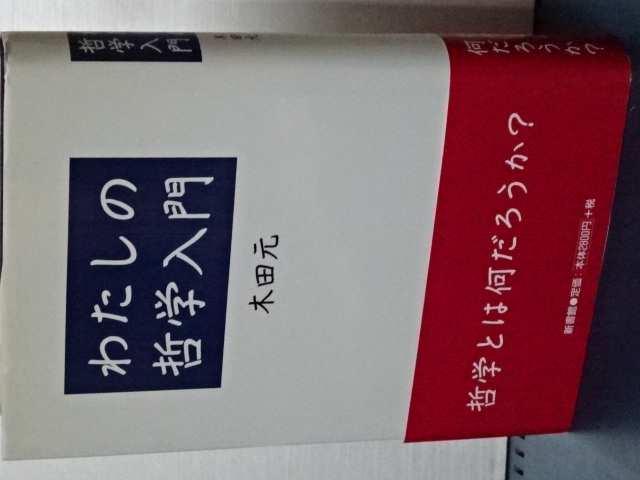 わたしの
哲学入門
木田元
哲学とは何だろうか?
新書館●定価:本体2800円+税
哲学入門
何だろうか?